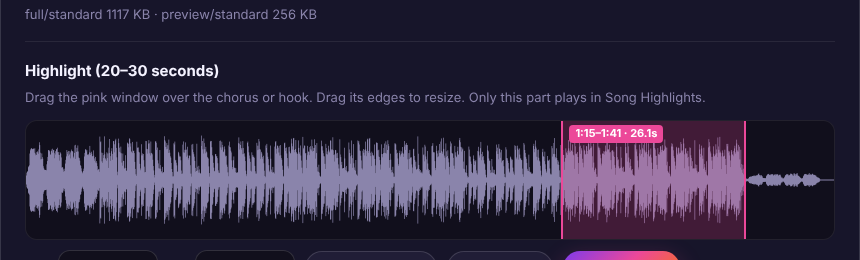 full/standard 1117 KB · preview/standard 256 KB
Highlight (20–30 seconds)
Drag the pink window over the chorus or hook. Drag its edges to resize. Only this part plays in Song Highlights.
1:15–1:41 · 26.1s